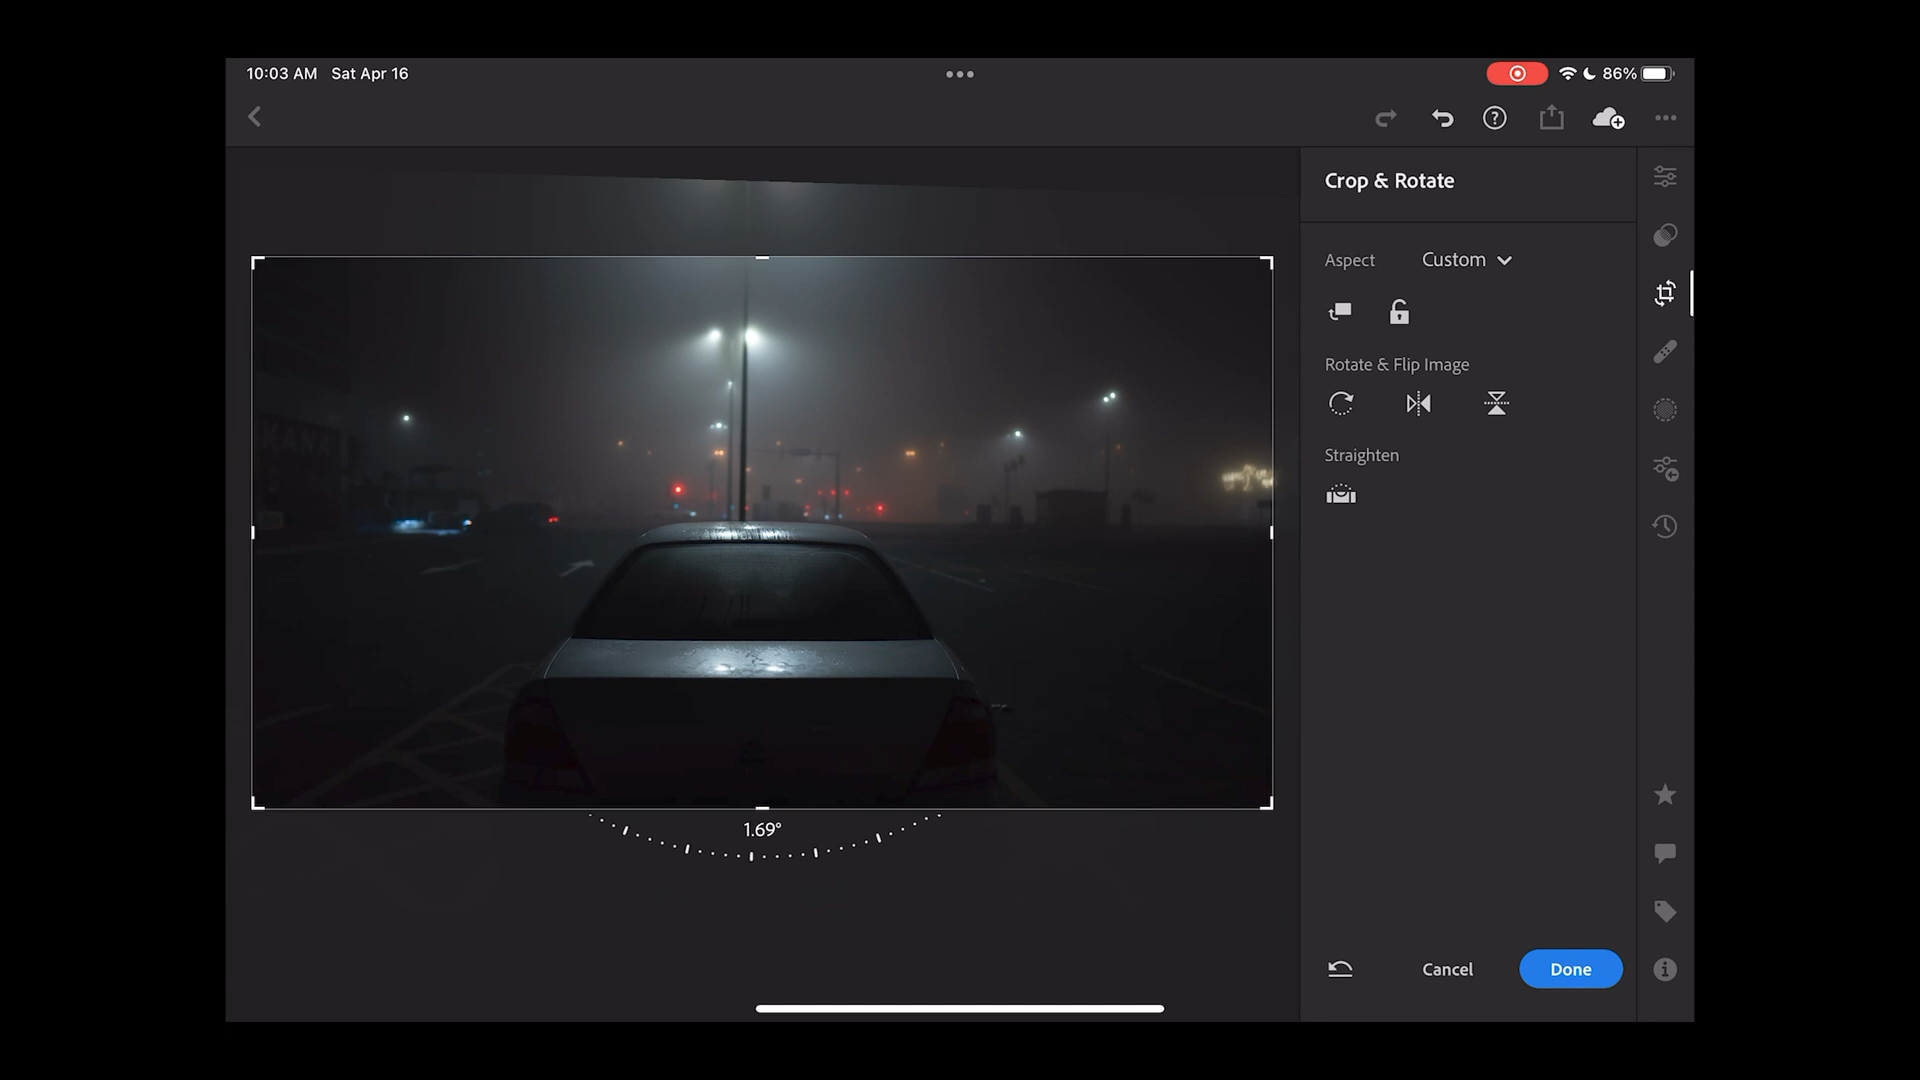 10:03 AM Sat Apr 16
86%
Crop & Rotate
Aspect Custom
Rotate & Flip Image
Straighten
KANA
1.69°
Cancel Done